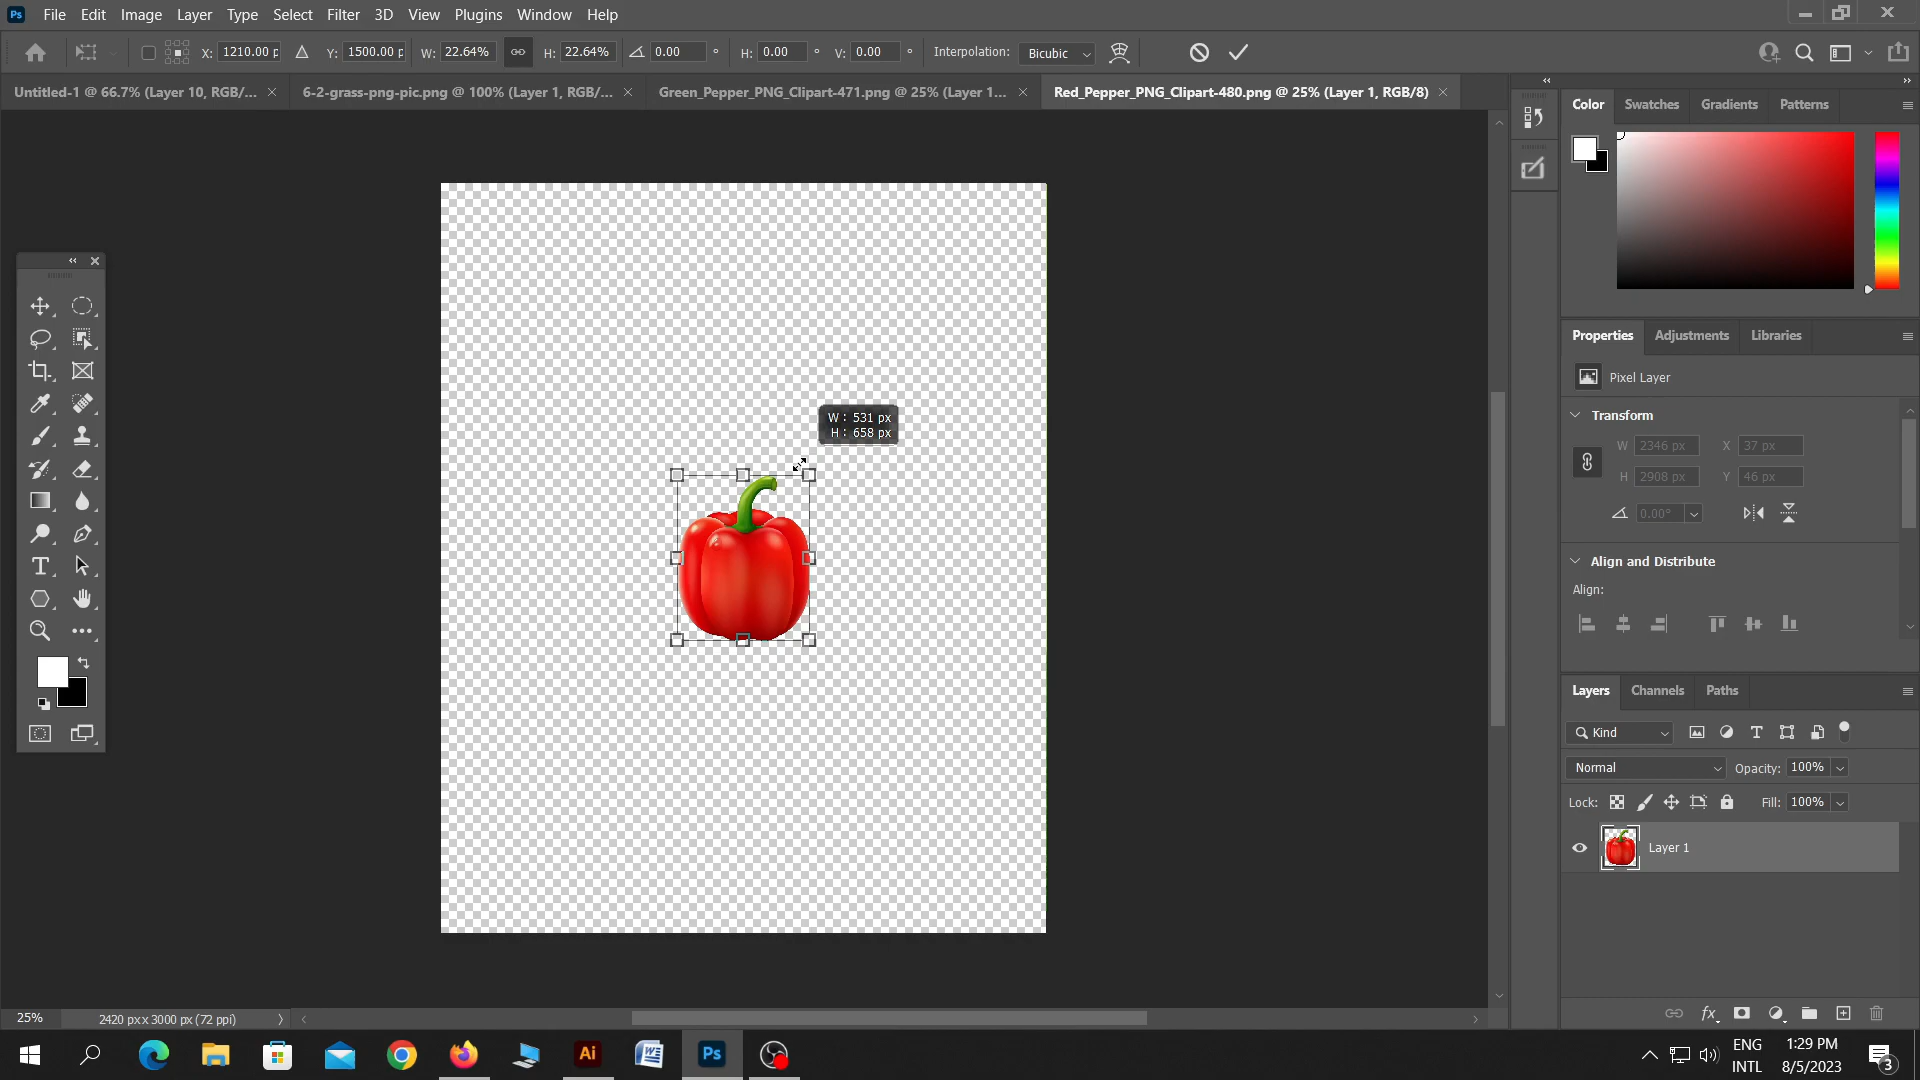 Ps File Edit Image Layer Type Select Filter 3D View Plugins Window Help
X: 1210.00 p Y: 1500.00 p W: 22.64% H: 22.64% 0.00 ° H: 0.00 ° V: 0.00 ° Interpolation: Bicubic
Untitled-1 @ 66.7% (Layer 10, RGB/... 6-2-grass-png-pic.png @ 100% (Layer 1, RGB/... Green_Pepper_PNG_Clipart-471.png @ 25% (Layer 1... Red_Pepper_PNG_Clipart-480.png @ 25% (Layer 1, RGB/8)
Color Swatches Gradients Patterns
Properties Adjustments Libraries
Pixel Layer
Transform
W 2346 px X 37 px
H 2908 px Y 46 px
0.00°
Align and Distribute
Align:
W : 531 px
H : 658 px
Layers Channels Paths
Kind
Normal Opacity: 100%
Lock: Fill: 100%
Layer 1
25% 2420 px x 3000 px (72 ppi)
Ai Ps
ENG
INTL
1:29 PM
8/5/2023
3